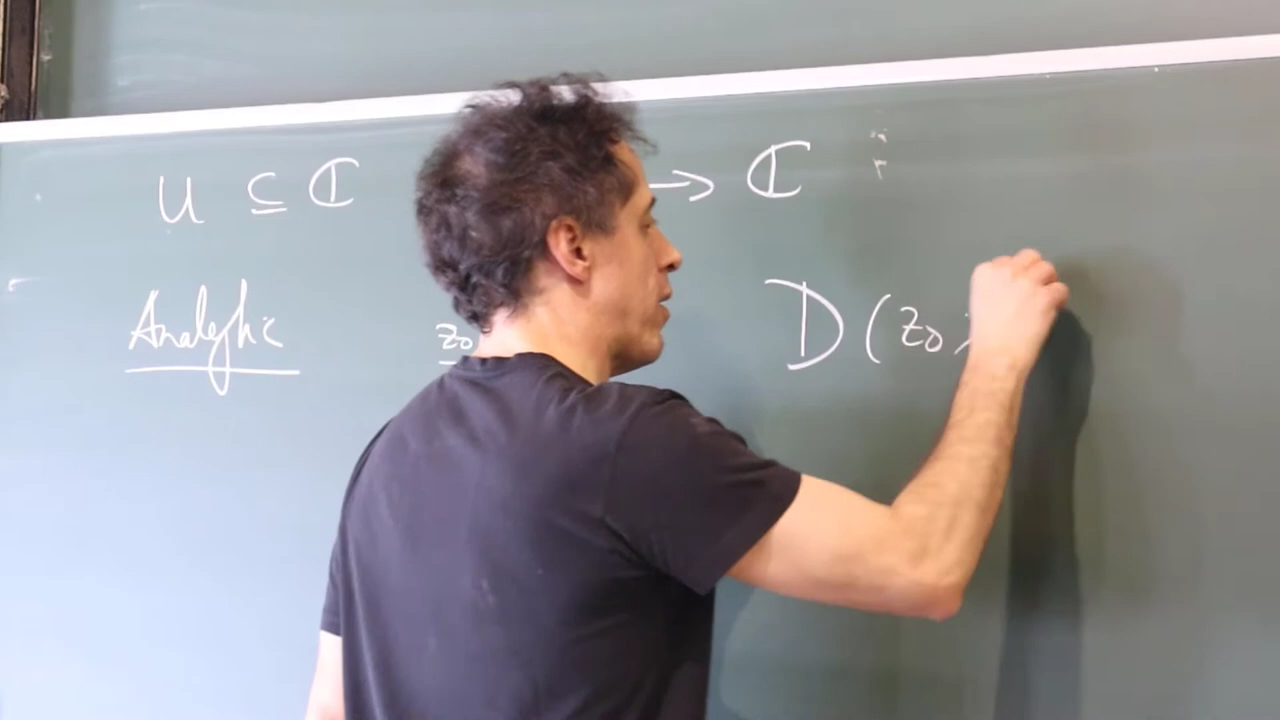 U ⊆ ℂ → ℂ
Analytic z₀ D(z₀,